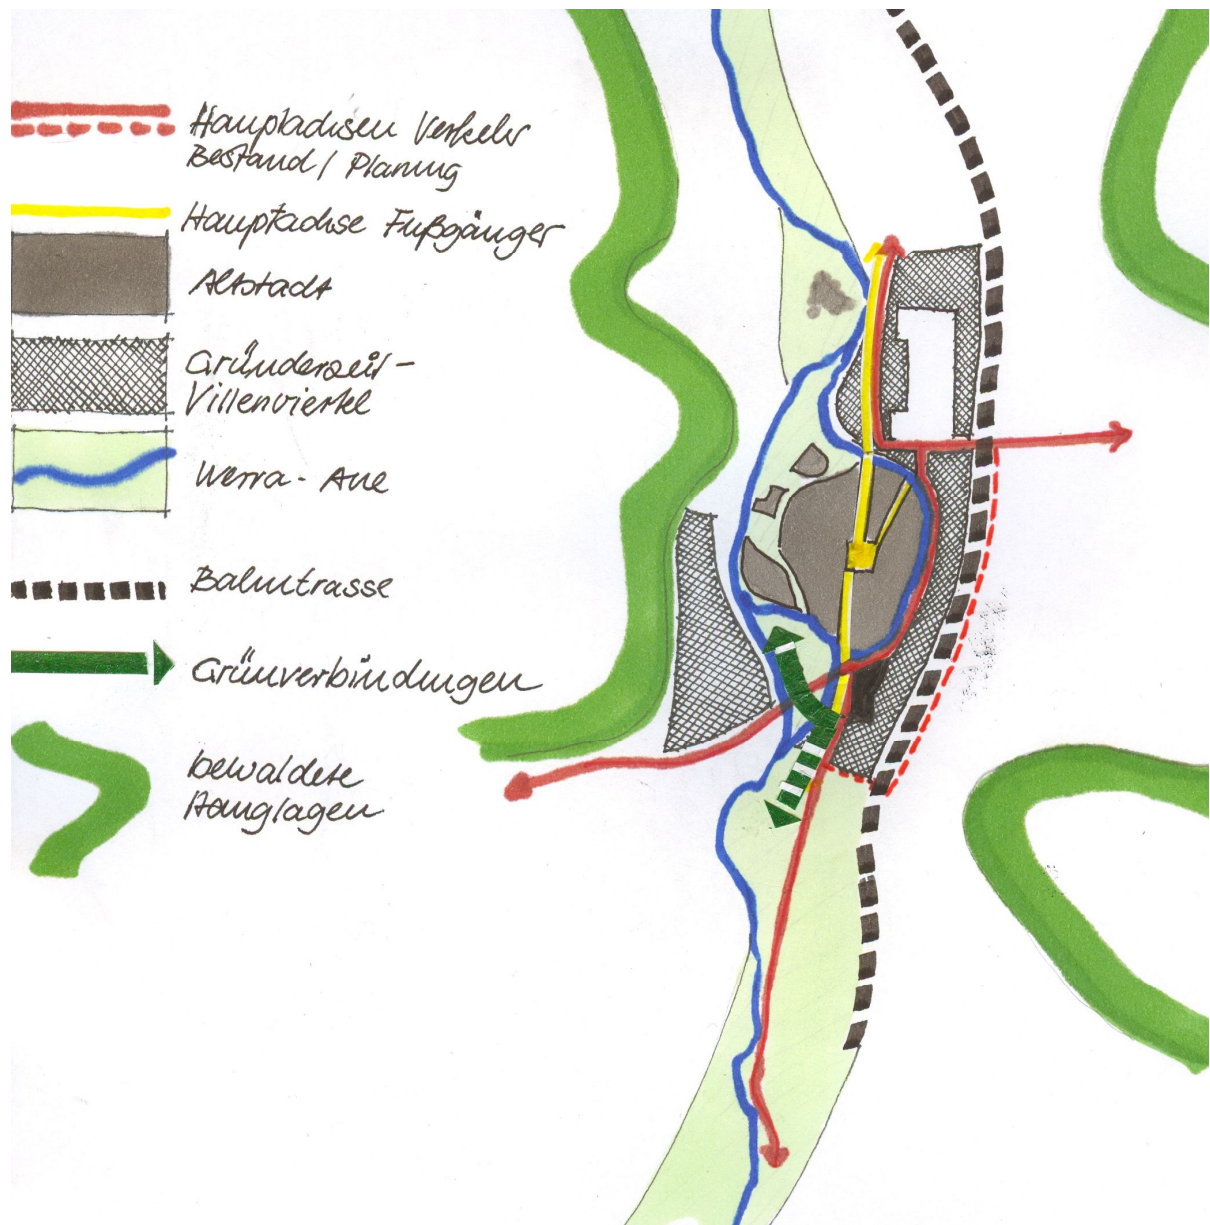 Hauptachsen Verkehr
Bestand / Planung
Hauptachse Fußgänger
Altstadt
Gründerzeit-
Villenviertel
Werra-Aue
Bahntrasse
Grünverbindungen
bewaldete
Hanglagen